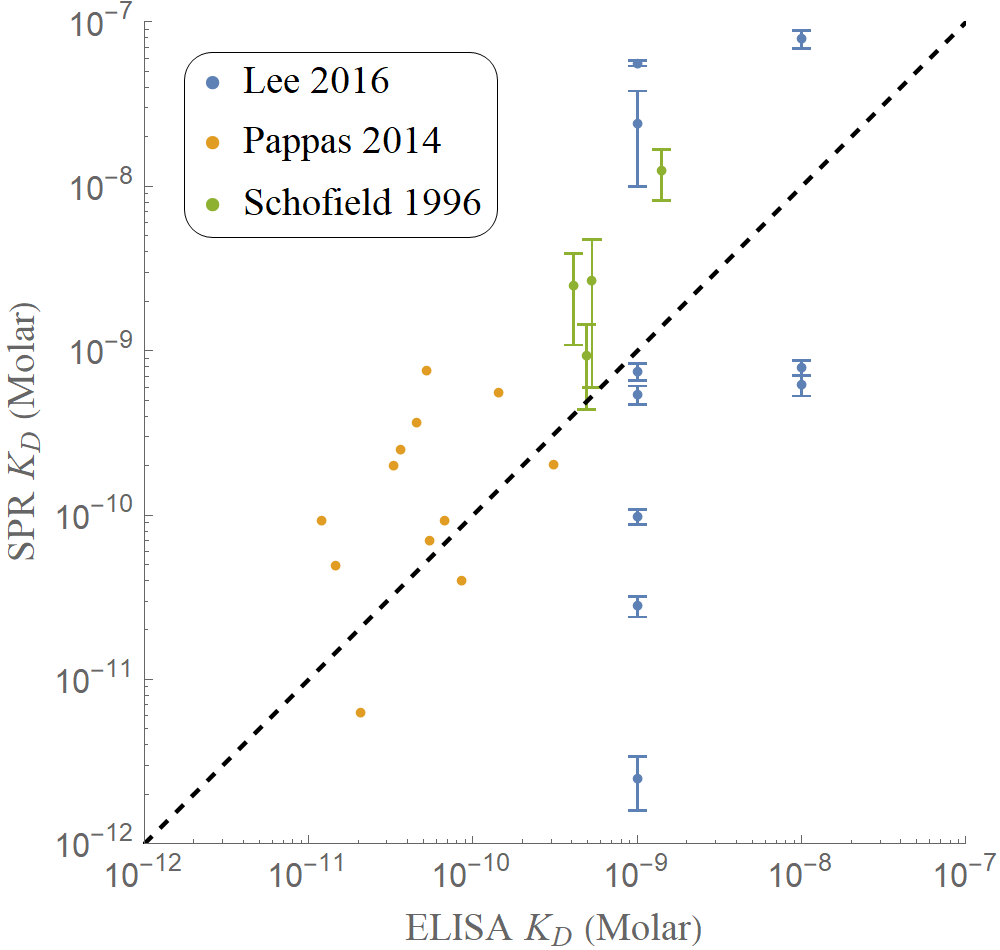 10⁻⁷
10⁻⁸
10⁻⁹
10⁻¹⁰
10⁻¹¹
10⁻¹²
SPR K_D (Molar)
Lee 2016
Pappas 2014
Schofield 1996
10⁻¹² 10⁻¹¹ 10⁻¹⁰ 10⁻⁹ 10⁻⁸ 10⁻⁷
ELISA K_D (Molar)